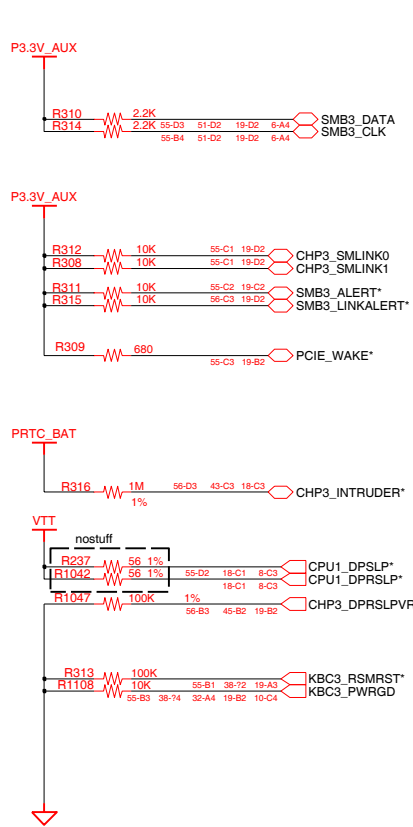 P3.3V_AUX
R310 2.2K SMB3_DATA
55-D3 51-D2 19-D2 6-A4
R314 2.2K SMB3_CLK
55-B4 51-D2 19-D2 6-A4
P3.3V_AUX
R312 10K 55-C1 19-D2 CHP3_SMLINK0
R308 10K 55-C1 19-D2 CHP3_SMLINK1
R311 10K 55-C2 19-C2 SMB3_ALERT*
R315 10K 56-C3 19-D2 SMB3_LINKALERT*
R309 680 PCIE_WAKE*
55-C3 19-B2
PRTC_BAT
R316 1M 56-D3 43-C3 18-C3 CHP3_INTRUDER*
1%
VTT
nostuff
R237 56 1% CPU1_DPSLP*
55-D2 18-C1 8-C3
R1042 56 1% CPU1_DPRSLP*
18-C1 8-C3
R1047 100K 1% CHP3_DPRSLPVR
56-B3 45-B2 19-B2
R313 100K 55-B1 38-?2 19-A3 KBC3_RSMRST*
R1108 10K KBC3_PWRGD
55-B3 38-?4 32-A4 19-B2 10-C4